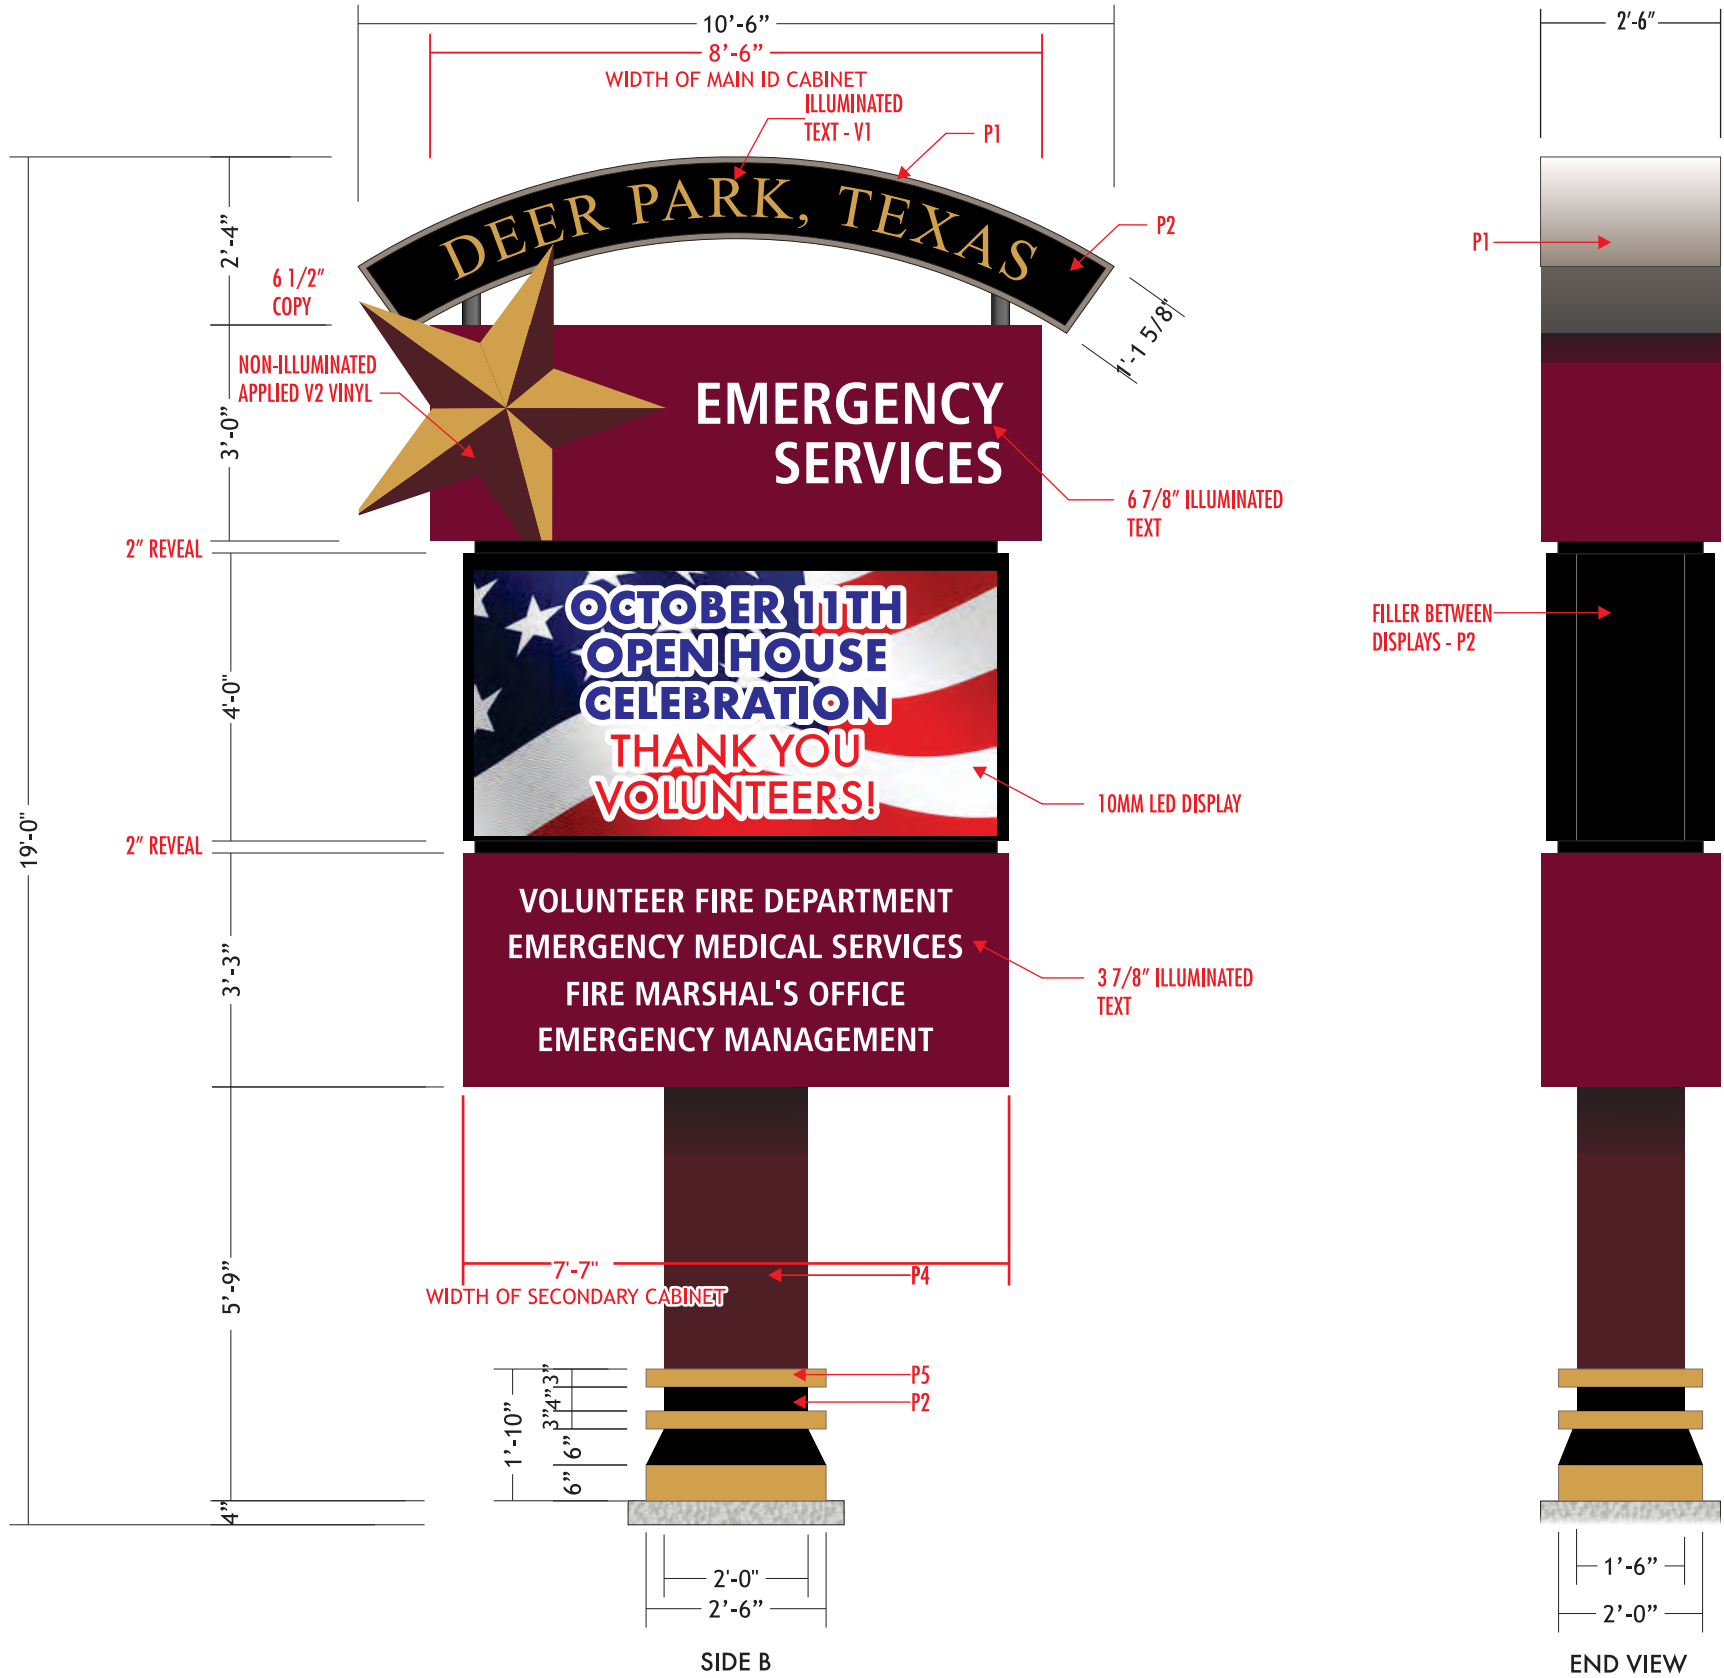 10’-6”
8’-6”
WIDTH OF MAIN ID CABINET
ILLUMINATED
TEXT - V1
P1
2’-6”
DEER PARK, TEXAS
P2
P1
2’-4”
6 1/2”
COPY
1’-1 5/8"
NON-ILLUMINATED
APPLIED V2 VINYL
3’-0”
EMERGENCY
SERVICES
6 7/8” ILLUMINATED
TEXT
2” REVEAL
OCTOBER 11TH
OPEN HOUSE
CELEBRATION
THANK YOU
VOLUNTEERS!
4'-0"
FILLER BETWEEN
DISPLAYS - P2
10MM LED DISPLAY
19'-0"
2” REVEAL
VOLUNTEER FIRE DEPARTMENT
EMERGENCY MEDICAL SERVICES
FIRE MARSHAL'S OFFICE
EMERGENCY MANAGEMENT
3’-3”
3 7/8” ILLUMINATED
TEXT
7'-7"
WIDTH OF SECONDARY CABINET
P4
5’-9”
P5
P2
1’-10”
3”
4”
3”
6”
6”
4”
2'-0"
2’-6”
1’-6”
2’-0”
SIDE B
END VIEW